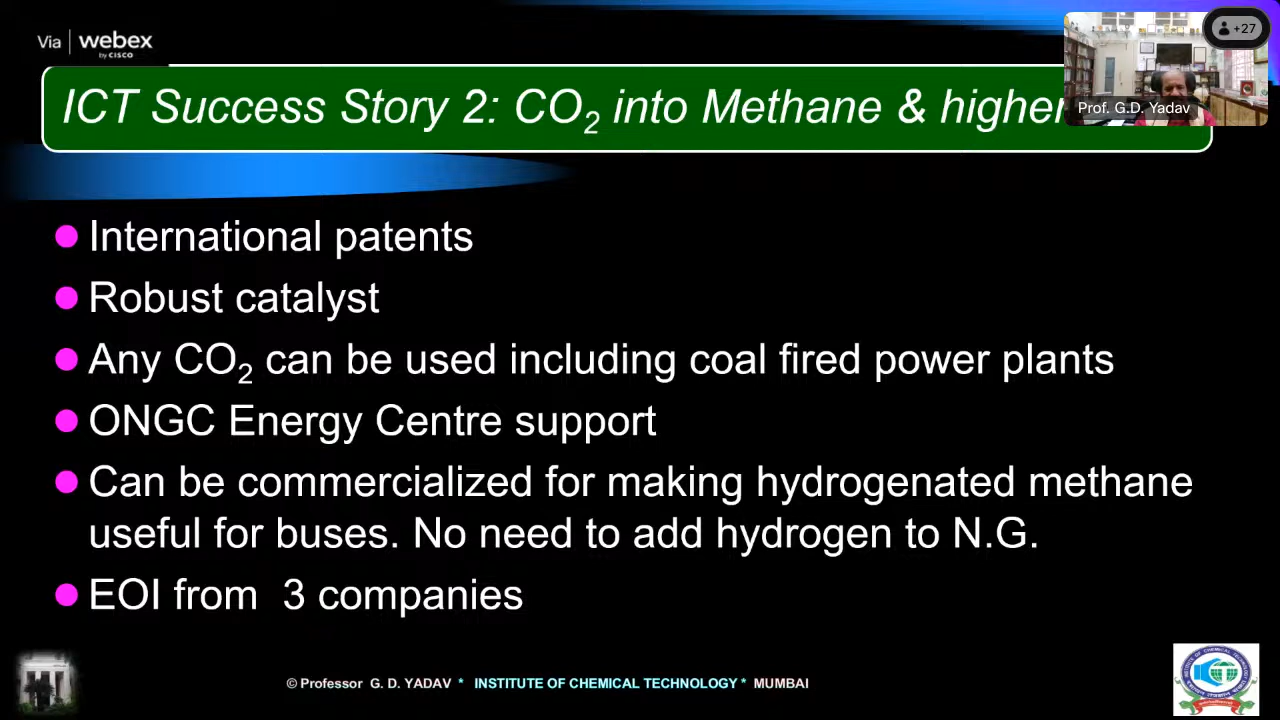 Via | webex
by CISCO
+27
Prof. G.D. Yadav
ICT Success Story 2: CO2 into Methane & higher
International patents
Robust catalyst
Any CO2 can be used including coal fired power plants
ONGC Energy Centre support
Can be commercialized for making hydrogenated methane
useful for buses. No need to add hydrogen to N.G.
EOI from 3 companies
© Professor G. D. YADAV * INSTITUTE OF CHEMICAL TECHNOLOGY * MUMBAI